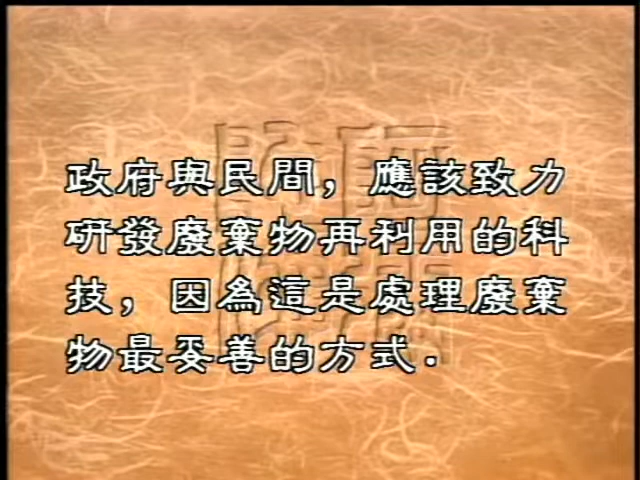 政府與民間，應該致力
研發廢棄物再利用的科
技，因為這是處理廢棄
物最妥善的方式.